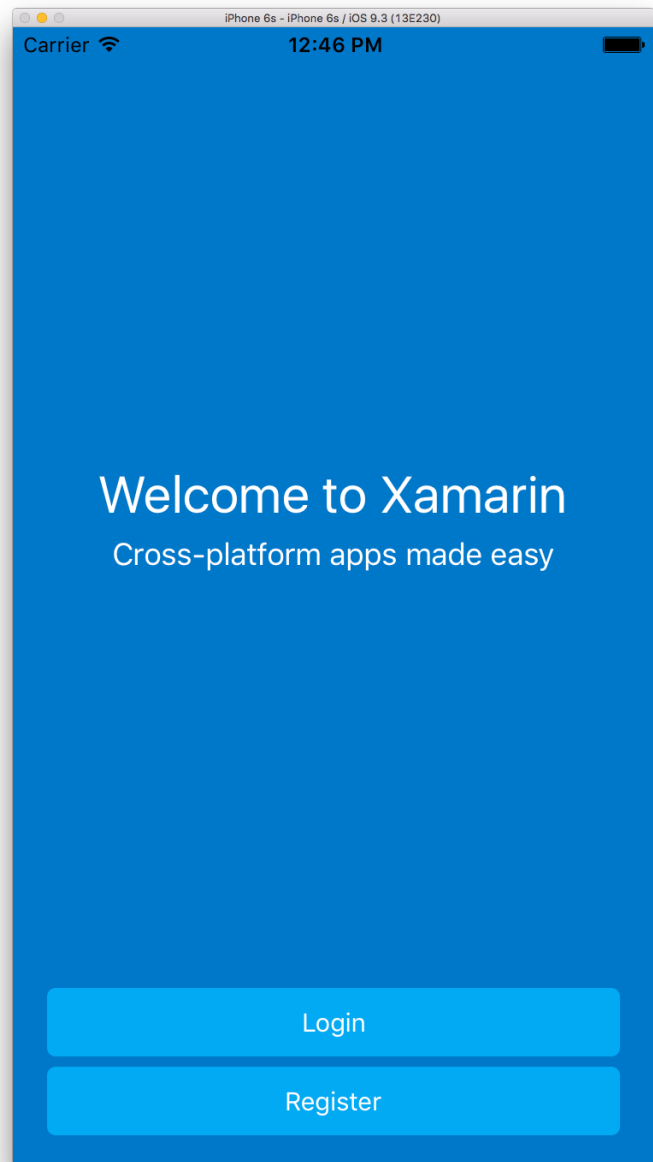 iPhone 6s - iPhone 6s / iOS 9.3 (13E230)
Carrier 12:46 PM
Welcome to Xamarin
Cross-platform apps made easy
Login
Register